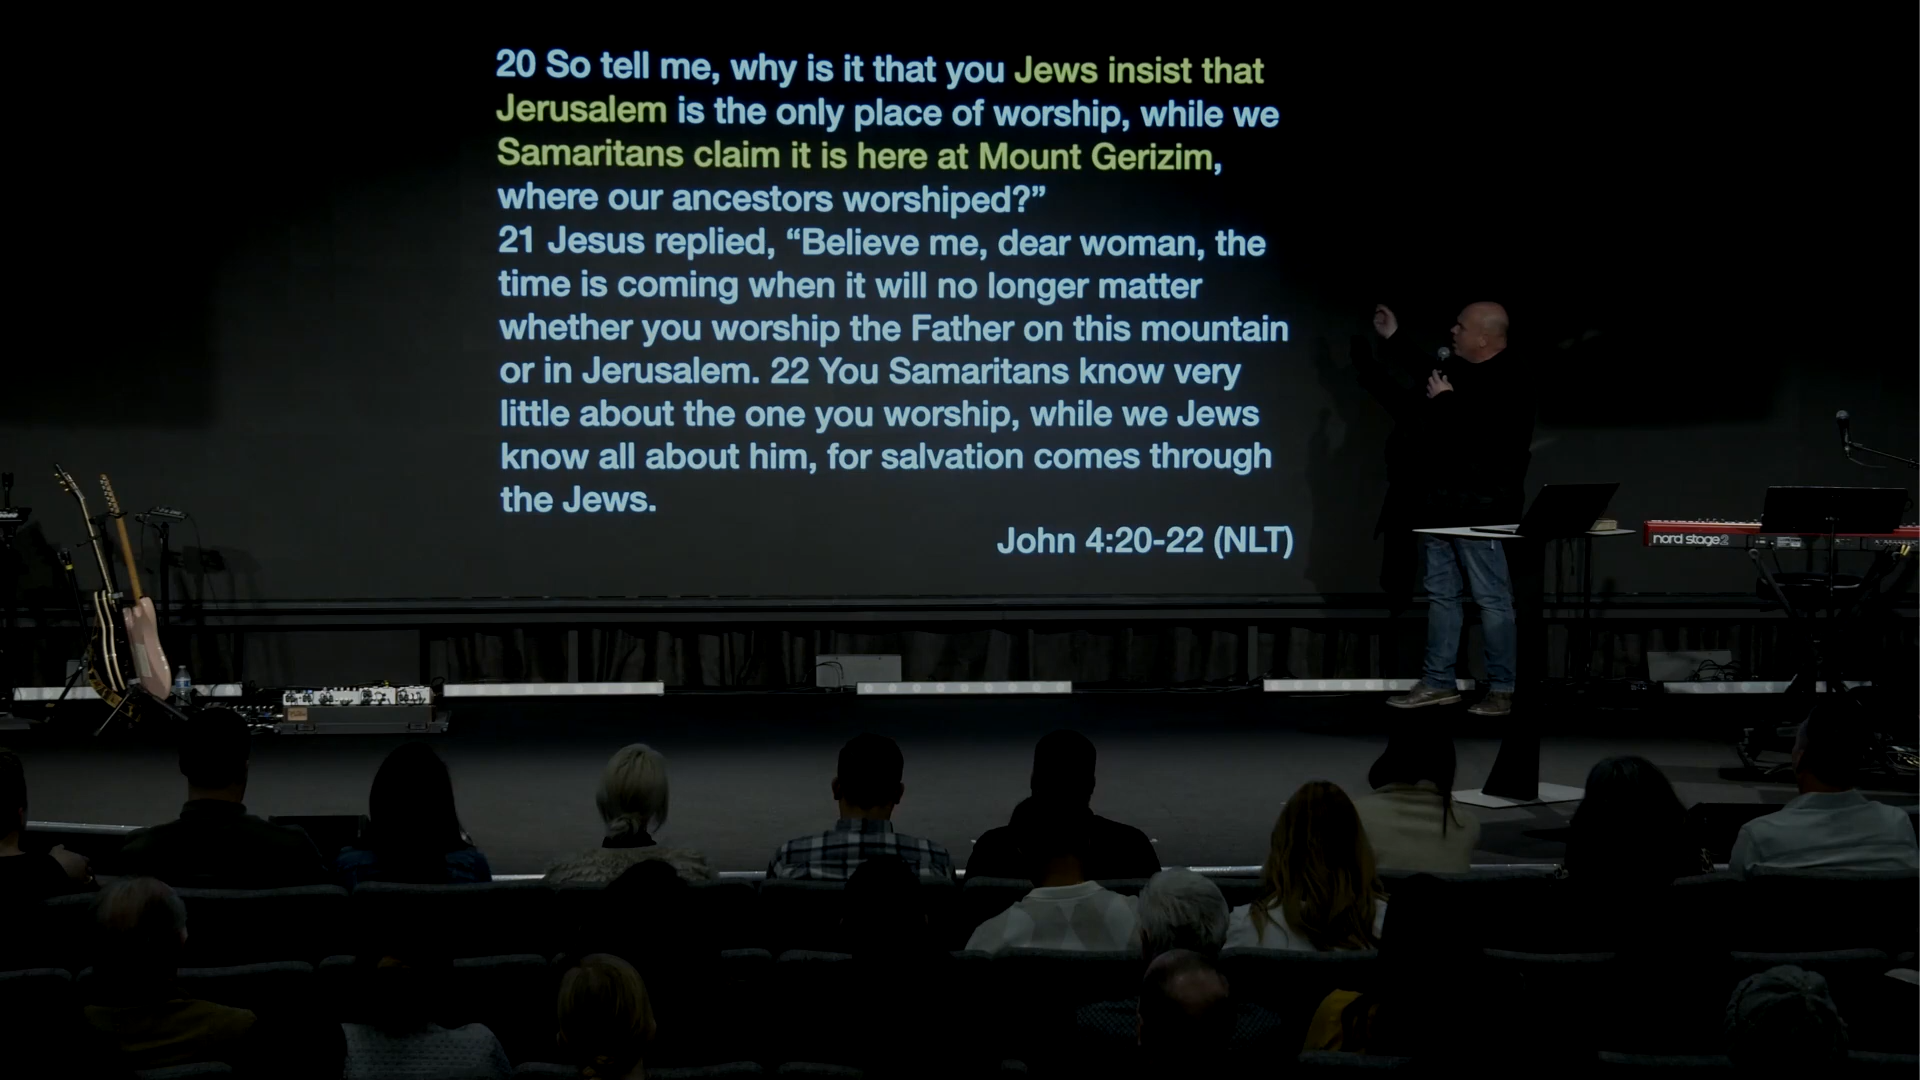 20 So tell me, why is it that you Jews insist that
Jerusalem is the only place of worship, while we
Samaritans claim it is here at Mount Gerizim,
where our ancestors worshiped?”
21 Jesus replied, “Believe me, dear woman, the
time is coming when it will no longer matter
whether you worship the Father on this mountain
or in Jerusalem. 22 You Samaritans know very
little about the one you worship, while we Jews
know all about him, for salvation comes through
the Jews.
John 4:20-22 (NLT)
nord stage2